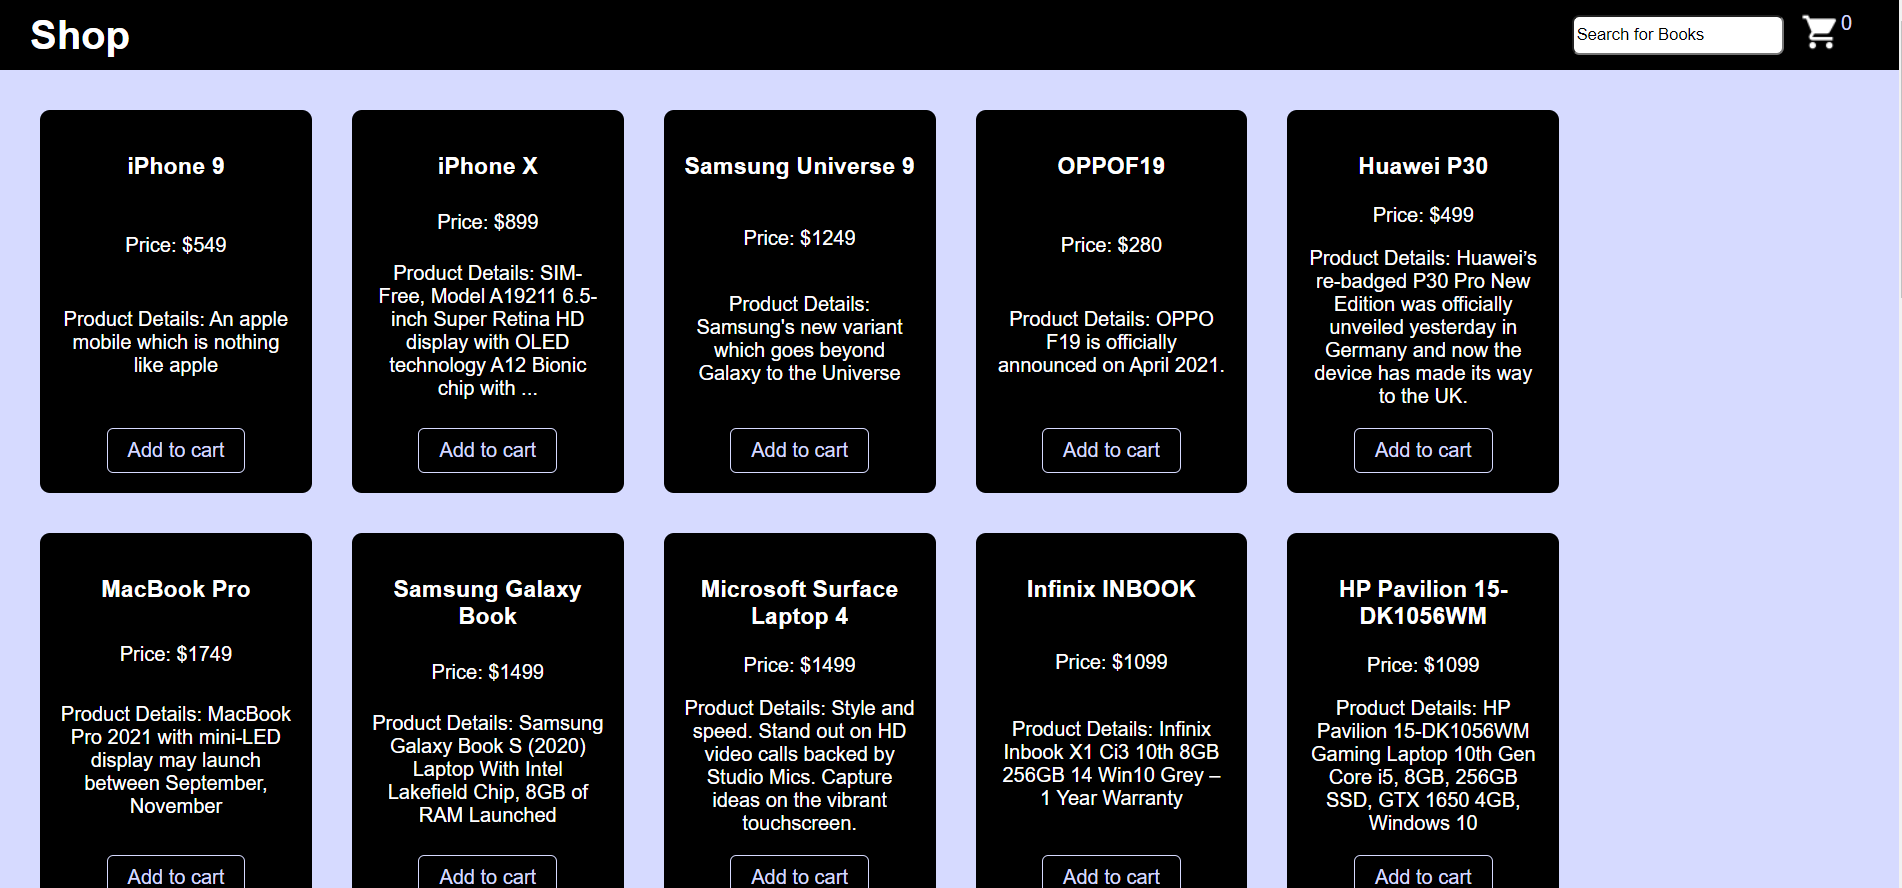 Shop
Search for Books
0
iPhone 9
Price: $549
Product Details: An apple
mobile which is nothing
like apple
Add to cart
iPhone X
Price: $899
Product Details: SIM-
Free, Model A19211 6.5-
inch Super Retina HD
display with OLED
technology A12 Bionic
chip with ...
Add to cart
Samsung Universe 9
Price: $1249
Product Details:
Samsung's new variant
which goes beyond
Galaxy to the Universe
Add to cart
OPPOF19
Price: $280
Product Details: OPPO
F19 is officially
announced on April 2021.
Add to cart
Huawei P30
Price: $499
Product Details: Huawei’s
re-badged P30 Pro New
Edition was officially
unveiled yesterday in
Germany and now the
device has made its way
to the UK.
Add to cart
MacBook Pro
Price: $1749
Product Details: MacBook
Pro 2021 with mini-LED
display may launch
between September,
November
Add to cart
Samsung Galaxy
Book
Price: $1499
Product Details: Samsung
Galaxy Book S (2020)
Laptop With Intel
Lakefield Chip, 8GB of
RAM Launched
Add to cart
Microsoft Surface
Laptop 4
Price: $1499
Product Details: Style and
speed. Stand out on HD
video calls backed by
Studio Mics. Capture
ideas on the vibrant
touchscreen.
Add to cart
Infinix INBOOK
Price: $1099
Product Details: Infinix
Inbook X1 Ci3 10th 8GB
256GB 14 Win10 Grey –
1 Year Warranty
Add to cart
HP Pavilion 15-
DK1056WM
Price: $1099
Product Details: HP
Pavilion 15-DK1056WM
Gaming Laptop 10th Gen
Core i5, 8GB, 256GB
SSD, GTX 1650 4GB,
Windows 10
Add to cart